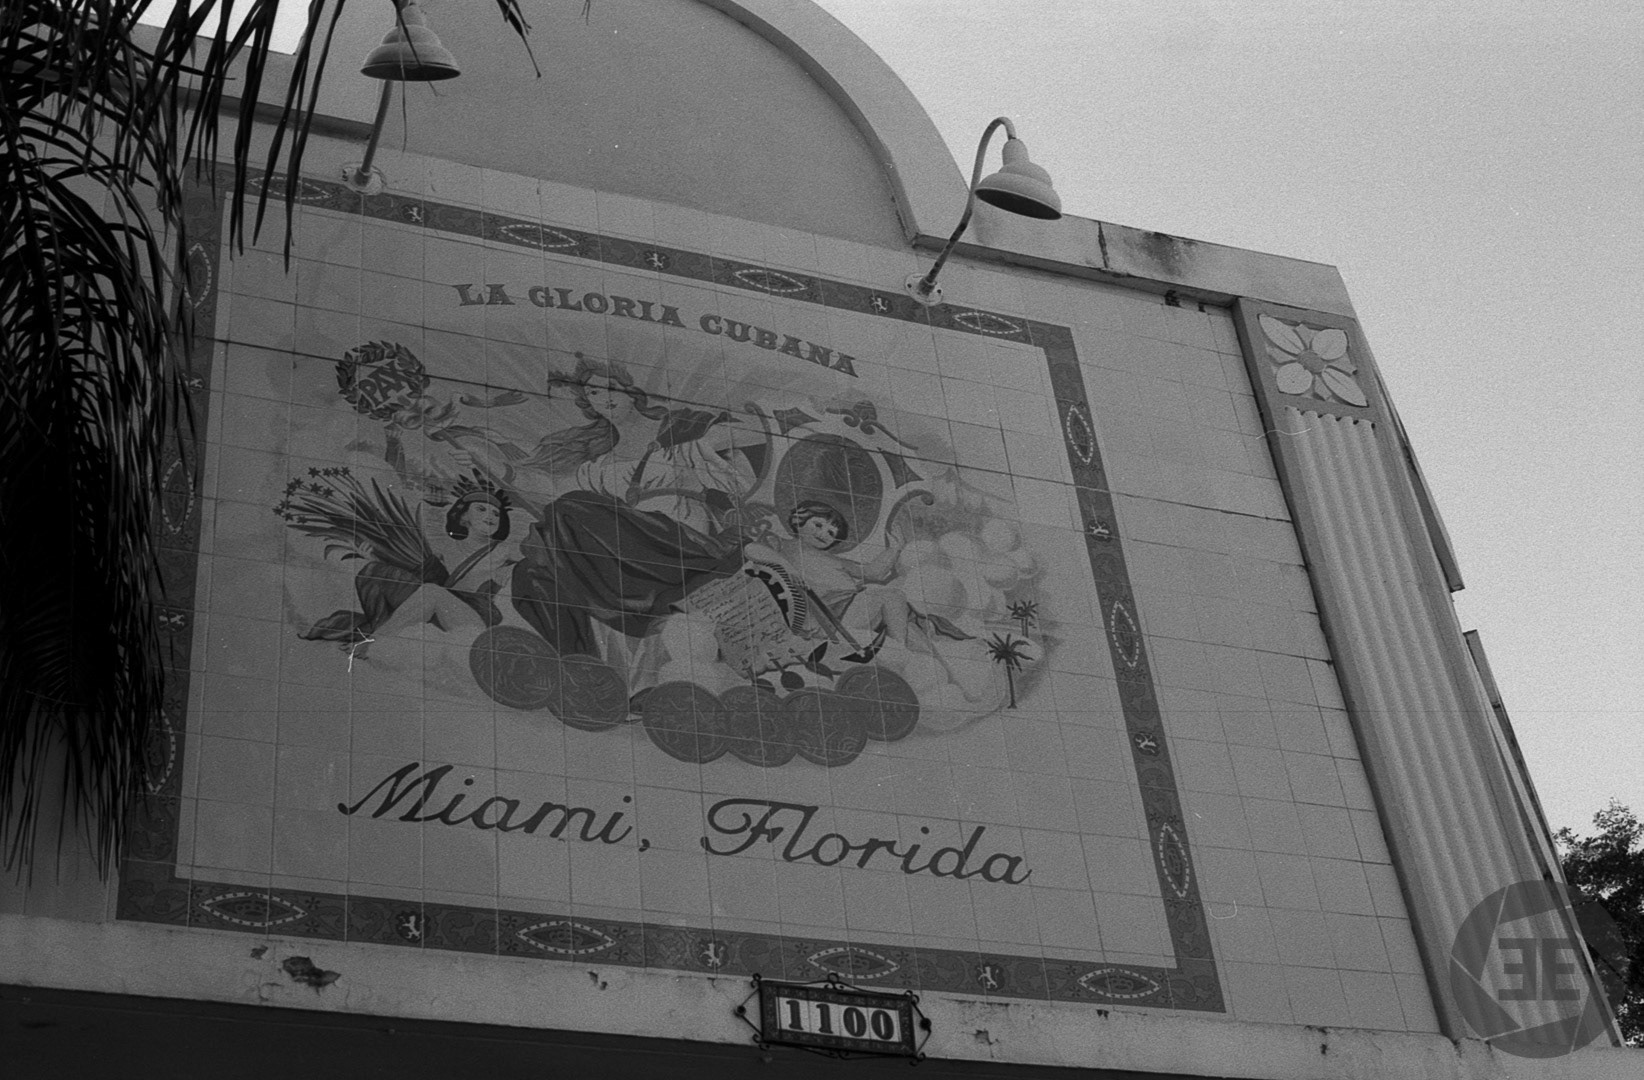 LA GLORIA CUBANA
PAX
Miami, Florida
1100